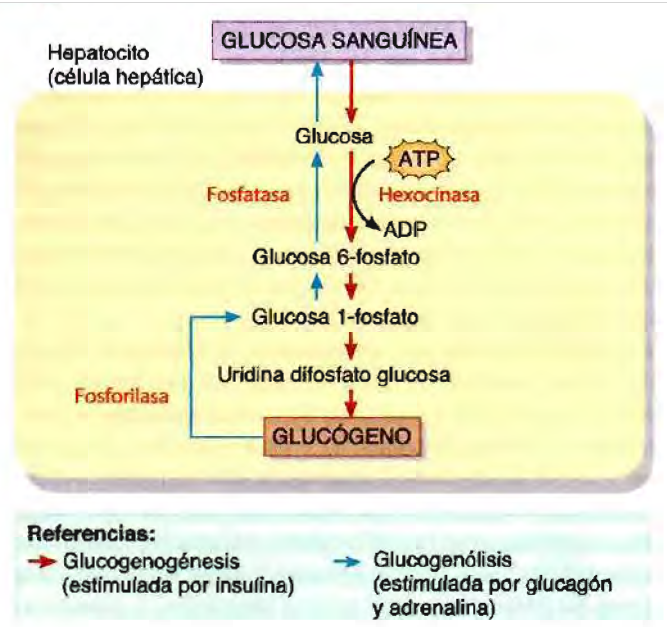 GLUCOSA SANGUÍNEA
Hepatocito
(célula hepática)
Glucosa
ATP
Fosfatasa
Hexocinasa
ADP
Glucosa 6-fosfato
Glucosa 1-fosfato
Uridina difosfato glucosa
Fosforilasa
GLUCÓGENO
Referencias:
Glucogenogénesis
(estimulada por insulina)
Glucogenólisis
(estimulada por glucagón
y adrenalina)